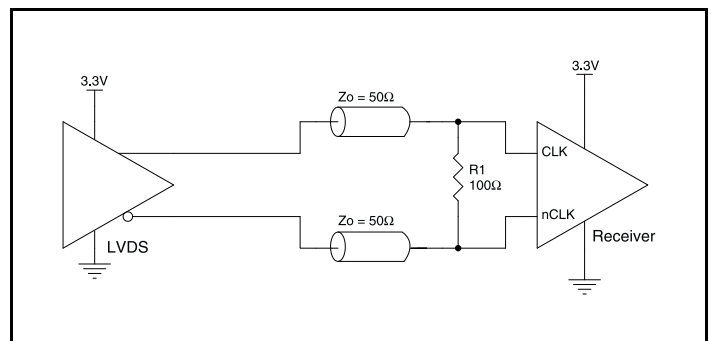 3.3V
3.3V
Zo = 50Ω
CLK
R1
100Ω
nCLK
Zo = 50Ω
LVDS
Receiver